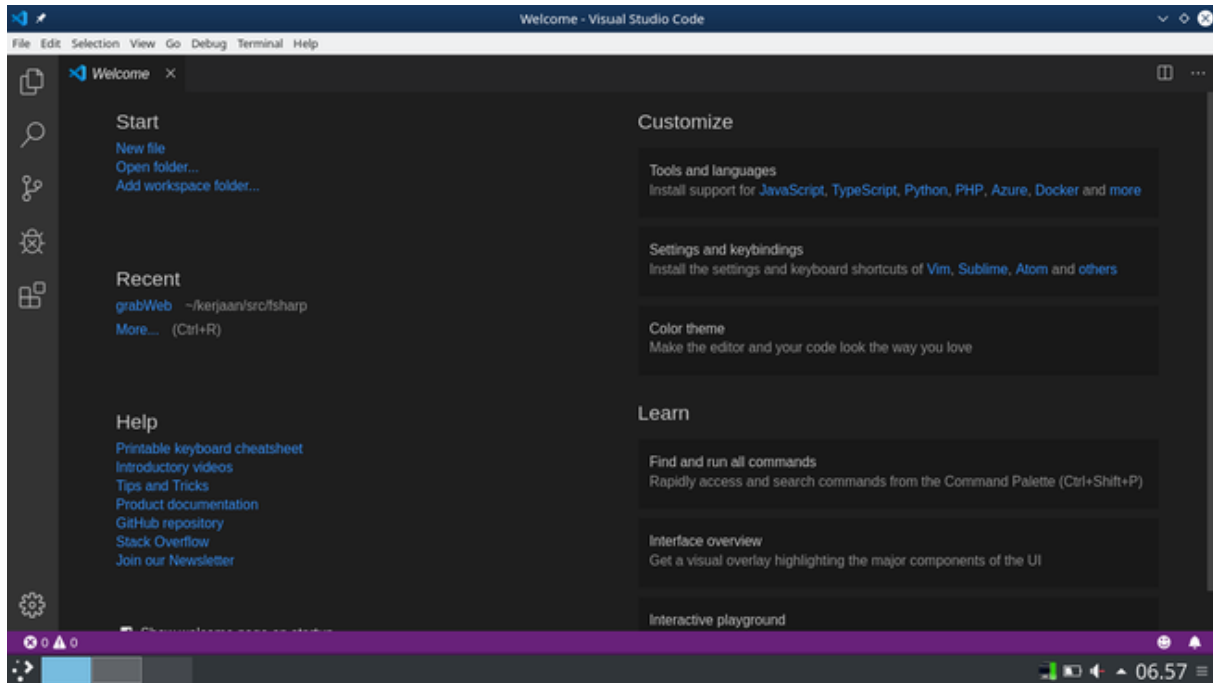 Welcome - Visual Studio Code
File Edit Selection View Go Debug Terminal Help
Welcome
Start
New file
Open folder...
Add workspace folder...
Recent
grabWeb ~/kerjaan/src/fsharp
More... (Ctrl+R)
Help
Printable keyboard cheatsheet
Introductory videos
Tips and Tricks
Product documentation
GitHub repository
Stack Overflow
Join our Newsletter
Show welcome page on startup
Customize
Tools and languages
Install support for JavaScript, TypeScript, Python, PHP, Azure, Docker and more
Settings and keybindings
Install the settings and keyboard shortcuts of Vim, Sublime, Atom and others
Color theme
Make the editor and your code look the way you love
Learn
Find and run all commands
Rapidly access and search commands from the Command Palette (Ctrl+Shift+P)
Interface overview
Get a visual overlay highlighting the major components of the UI
Interactive playground
0 0
06.57